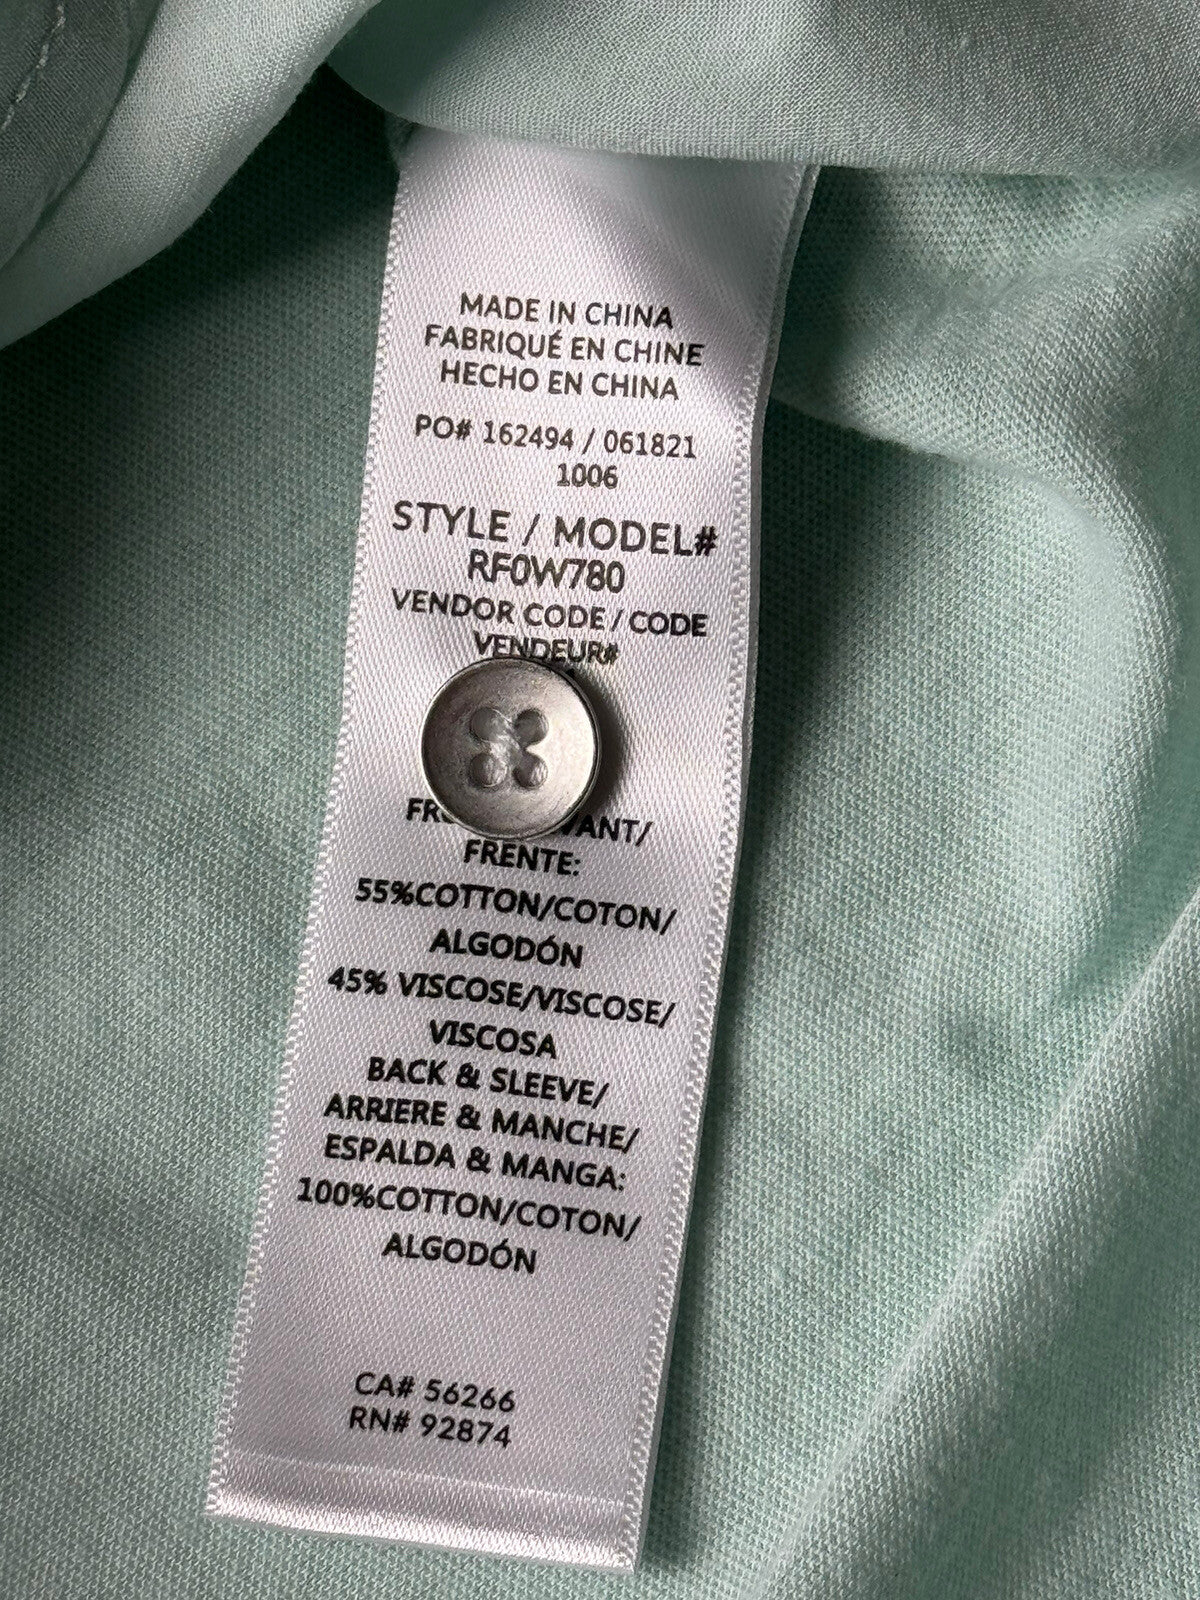 MADE IN CHINA
FABRIQUÉ EN CHINE
HECHO EN CHINA
PO# 162494 / 061821
1006
STYLE / MODEL#
RF0W780
VENDOR CODE / CODE
VENDEUR#
FRENTE:
55%COTTON/COTON/
ALGODÓN
45% VISCOSE/VISCOSE/
VISCOSA
BACK & SLEEVE/
ARRIERE & MANCHE/
ESPALDA & MANGA:
100%COTTON/COTON/
ALGODÓN
CA# 56266
RN# 92874